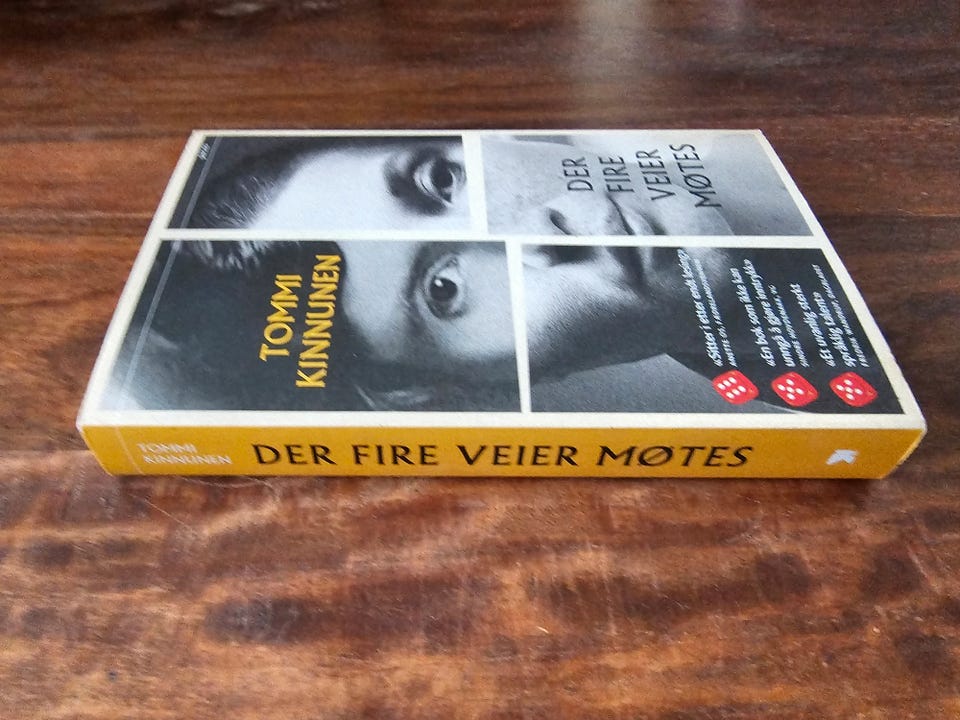 TOMMI
KINNUNEN
DER
FIRE
VEIER
MØTES
«Sitter i etter endt lesing»
«En bok som ikke kan
unngå å gjøre inntrykk»
«Et uvanlig sterkt
språklig talent»
TOMMI
KINNUNEN
DER FIRE VEIER MØTES